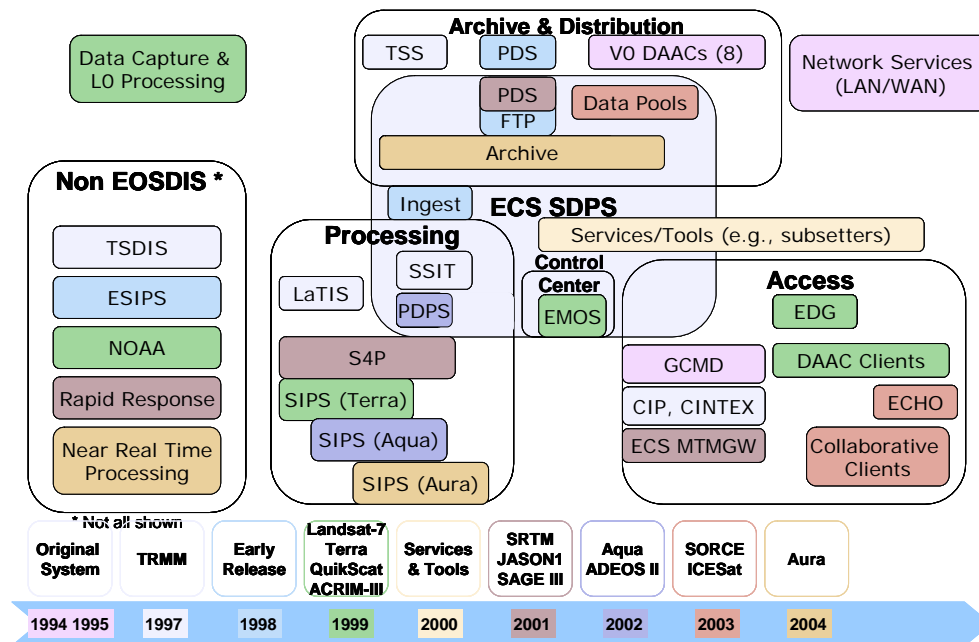 Archive & Distribution
Data Capture &
L0 Processing
TSS
PDS
V0 DAACs (8)
Network Services
(LAN/WAN)
PDS
FTP
Data Pools
Archive
Non EOSDIS *
TSDIS
ESIPS
NOAA
Rapid Response
Near Real Time
Processing
* Not all shown
Ingest
ECS SDPS
Services/Tools (e.g., subsetters)
Processing
SSIT
LaTIS
PDPS
S4P
SIPS (Terra)
SIPS (Aqua)
SIPS (Aura)
Control
Center
EMOS
Access
EDG
GCMD
DAAC Clients
CIP, CINTEX
ECHO
ECS MTMGW
Collaborative
Clients
Original
System
TRMM
Early
Release
Landsat-7
Terra
QuikScat
ACRIM-III
Services
& Tools
SRTM
JASON1
SAGE III
Aqua
ADEOS II
SORCE
ICESat
Aura
1994 1995
1997
1998
1999
2000
2001
2002
2003
2004